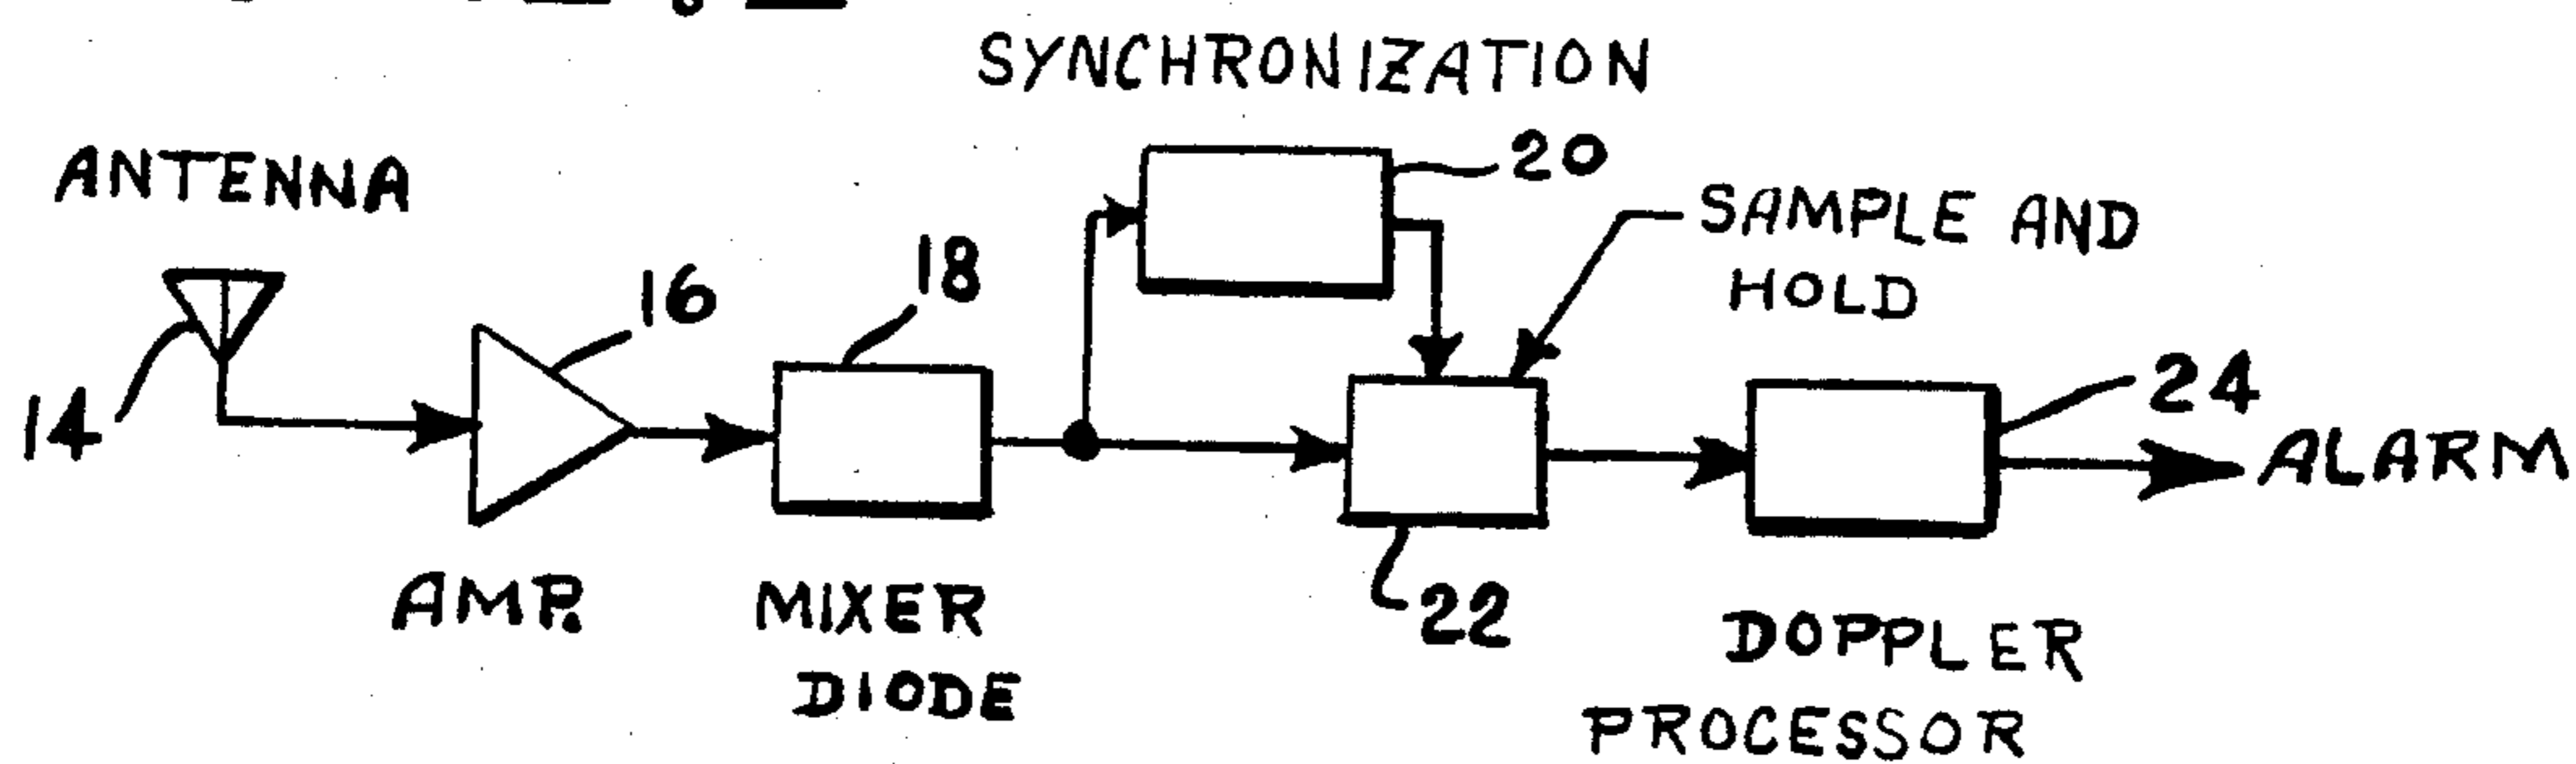 SYNCHRONIZATION
ANTENNA
20
SAMPLE AND
HOLD
18
16
14
24
ALARM
22
AMP.
MIXER
DIODE
DOPPLER
PROCESSOR